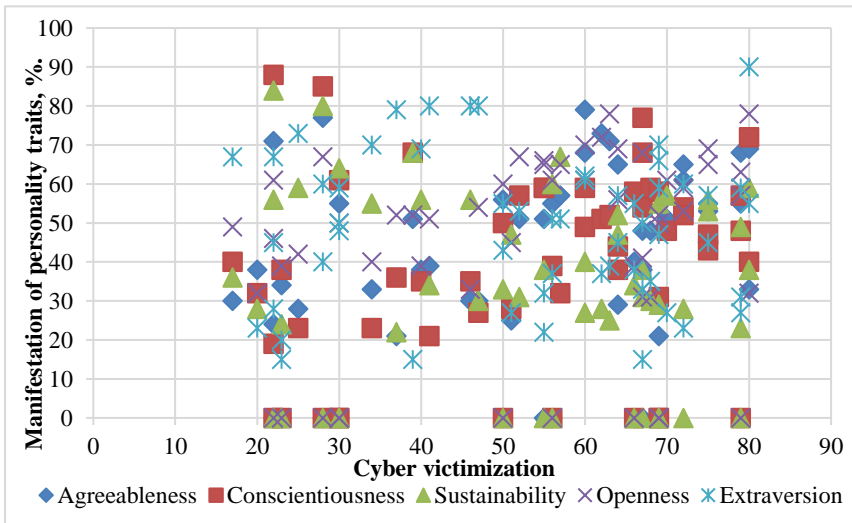 Manifestation of personality traits, %.
100
90
80
70
60
50
40
30
20
10
0
0 10 20 30 40 50 60 70 80 90
Cyber victimization
Agreeableness Conscientiousness Sustainability Openness Extraversion